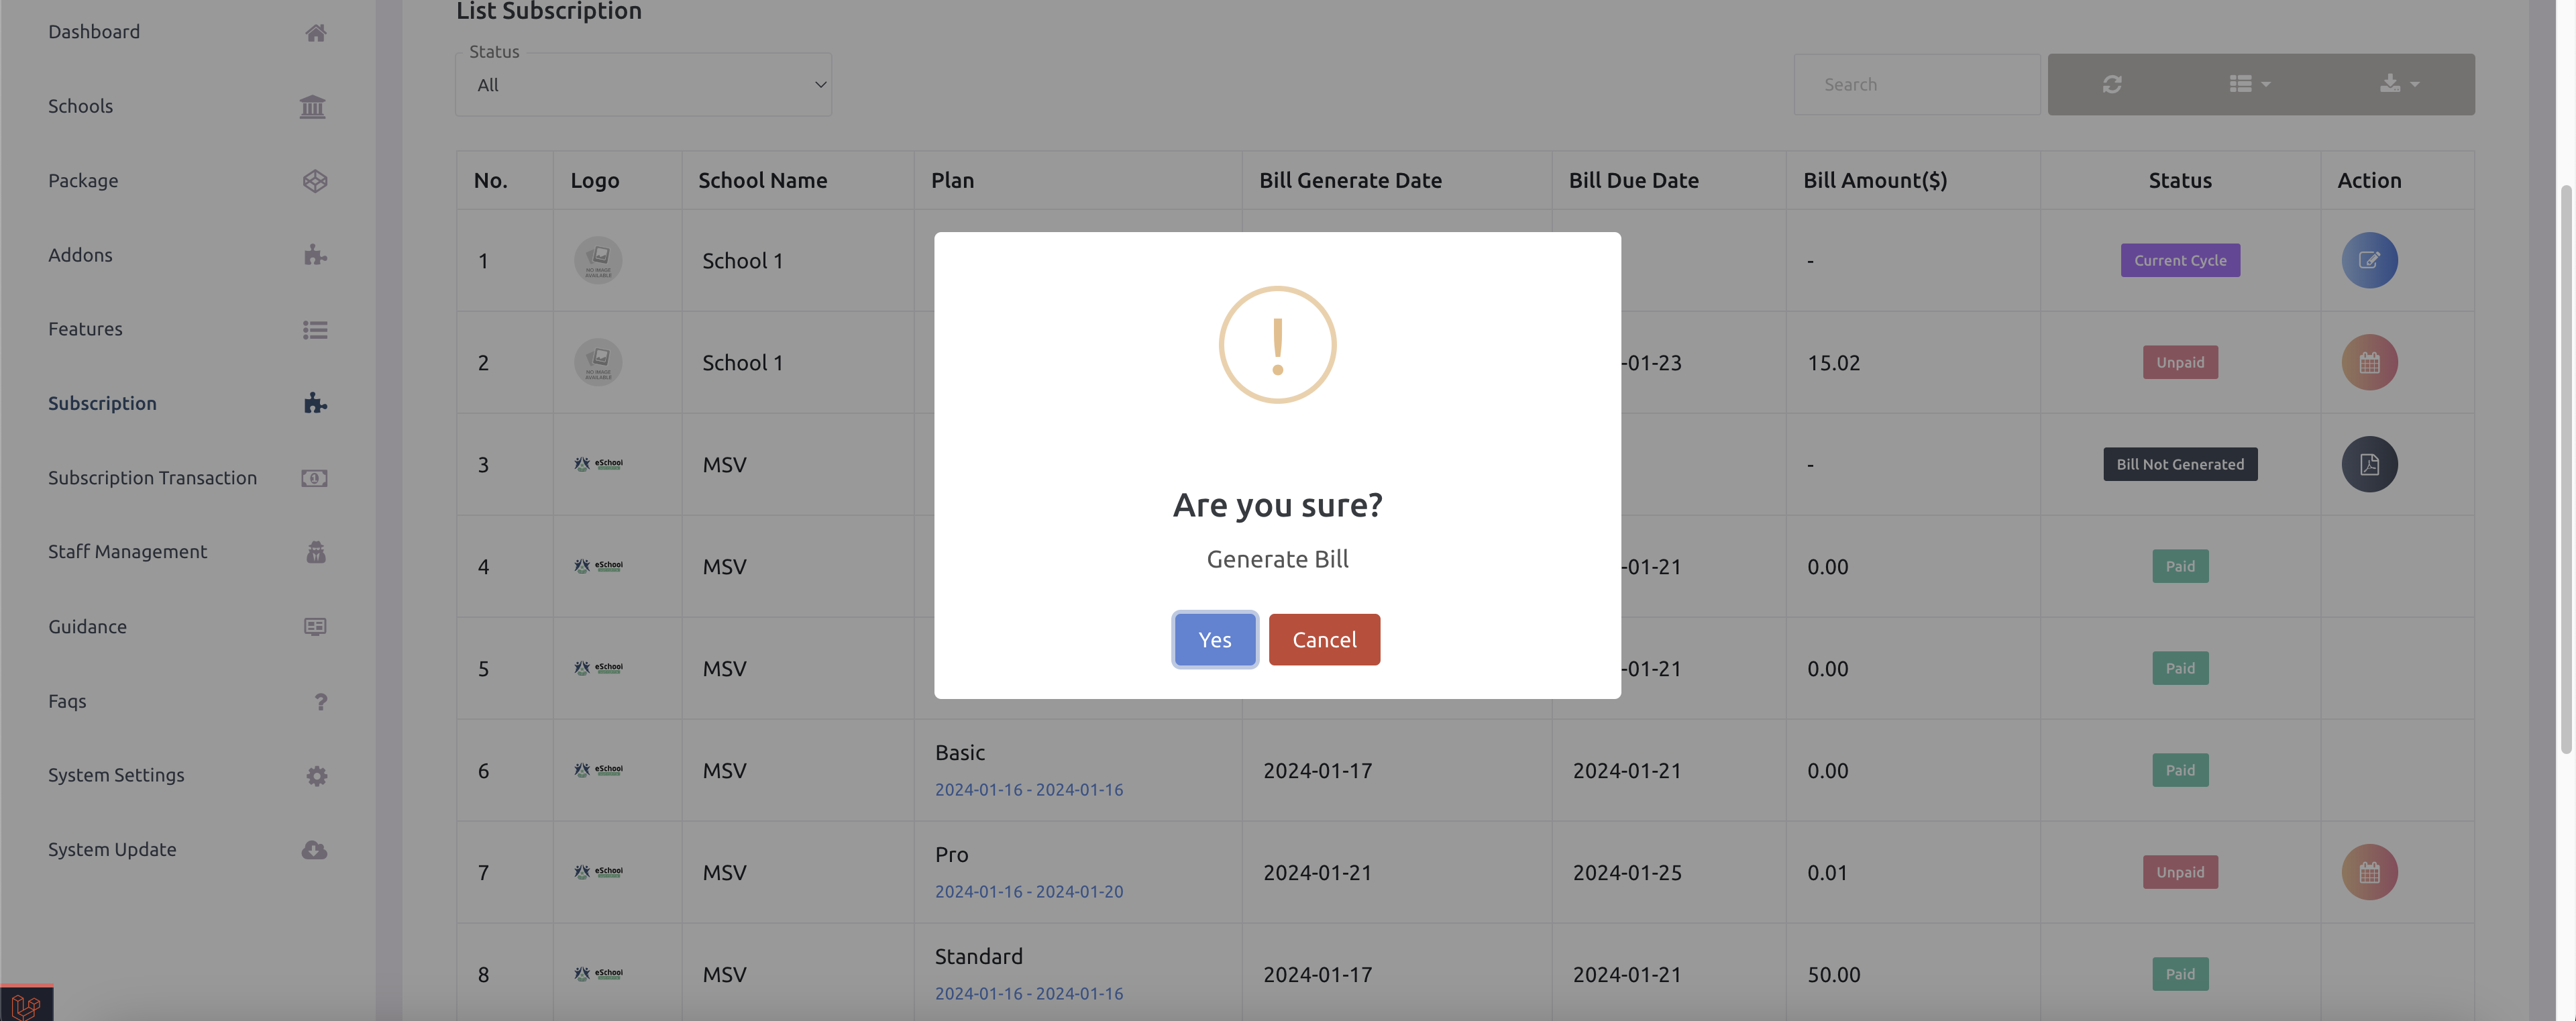 List Subscription
Dashboard
Schools
Package
Addons
Features
Subscription
Subscription Transaction
Staff Management
Guidance
Faqs
System Settings
System Update
Status
All
Search
No. Logo School Name Plan Bill Generate Date Bill Due Date Bill Amount($) Status Action
1 NO IMAGE AVAILABLE School 1 - Current Cycle
2 NO IMAGE AVAILABLE School 1 -01-23 15.02 Unpaid
3 eSchool MSV - Bill Not Generated
4 eSchool MSV -01-21 0.00 Paid
5 eSchool MSV -01-21 0.00 Paid
6 eSchool MSV Basic 2024-01-17 2024-01-21 0.00 Paid
2024-01-16 - 2024-01-16
7 eSchool MSV Pro 2024-01-21 2024-01-25 0.01 Unpaid
2024-01-16 - 2024-01-20
8 eSchool MSV Standard 2024-01-17 2024-01-21 50.00 Paid
2024-01-16 - 2024-01-16
!
Are you sure?
Generate Bill
Yes Cancel